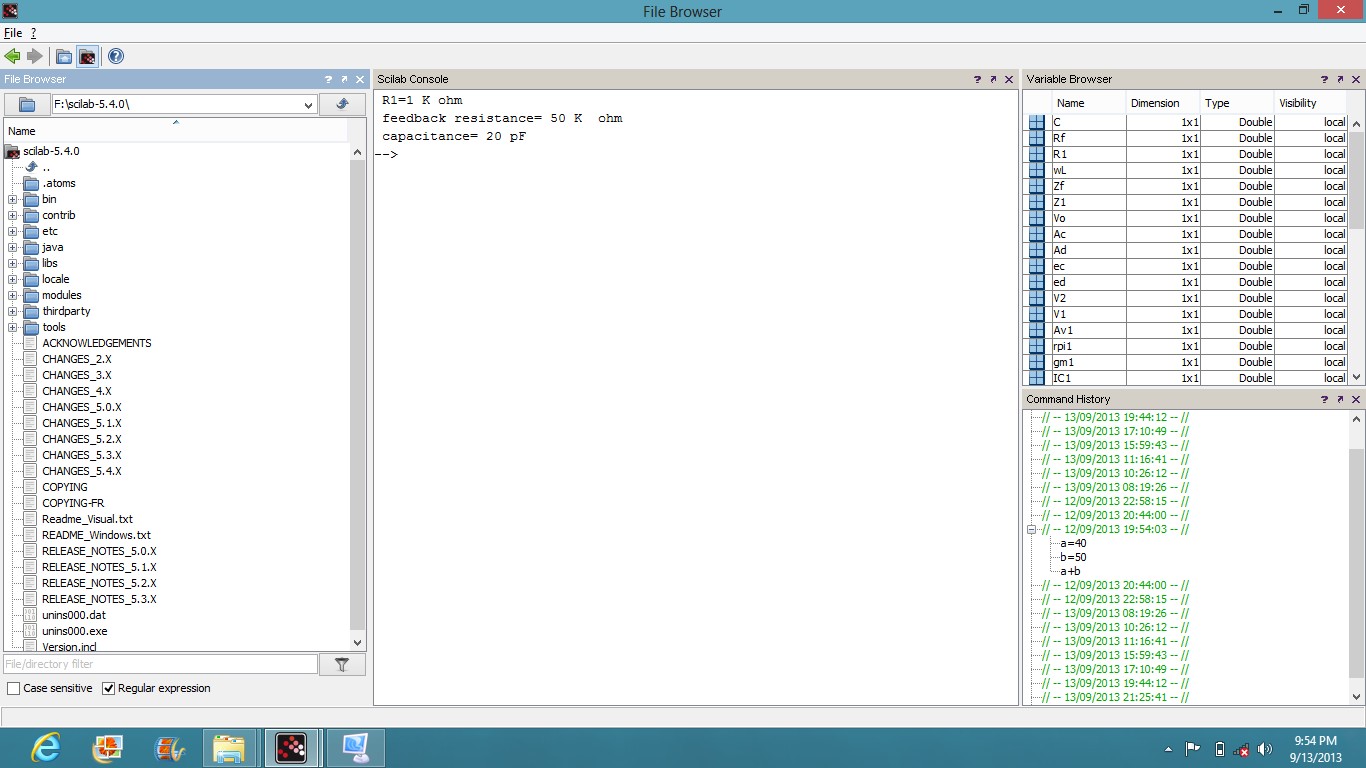 File Browser
File ?
File Browser
F:\scilab-5.4.0\
Name
scilab-5.4.0
..
.atoms
bin
contrib
etc
java
libs
locale
modules
thirdparty
tools
ACKNOWLEDGEMENTS
CHANGES_2.X
CHANGES_3.X
CHANGES_4.X
CHANGES_5.0.X
CHANGES_5.1.X
CHANGES_5.2.X
CHANGES_5.3.X
CHANGES_5.4.X
COPYING
COPYING-FR
Readme_Visual.txt
README_Windows.txt
RELEASE_NOTES_5.0.X
RELEASE_NOTES_5.1.X
RELEASE_NOTES_5.2.X
RELEASE_NOTES_5.3.X
unins000.dat
unins000.exe
Version.incl
File/directory filter
Case sensitive Regular expression
Scilab Console
R1=1 K ohm
feedback resistance= 50 K  ohm
capacitance= 20 pF
-->
Variable Browser
Name Dimension Type Visibility
C 1x1 Double local
Rf 1x1 Double local
R1 1x1 Double local
wL 1x1 Double local
Zf 1x1 Double local
Z1 1x1 Double local
Vo 1x1 Double local
Ac 1x1 Double local
Ad 1x1 Double local
ec 1x1 Double local
ed 1x1 Double local
V2 1x1 Double local
V1 1x1 Double local
Av1 1x1 Double local
rpi1 1x1 Double local
gm1 1x1 Double local
IC1 1x1 Double local
Command History
// -- 13/09/2013 19:44:12 -- //
// -- 13/09/2013 17:10:49 -- //
// -- 13/09/2013 15:59:43 -- //
// -- 13/09/2013 11:16:41 -- //
// -- 13/09/2013 10:26:12 -- //
// -- 13/09/2013 08:19:26 -- //
// -- 12/09/2013 22:58:15 -- //
// -- 12/09/2013 20:44:00 -- //
// -- 12/09/2013 19:54:03 -- //
a=40
b=50
a+b
// -- 12/09/2013 20:44:00 -- //
// -- 12/09/2013 22:58:15 -- //
// -- 13/09/2013 08:19:26 -- //
// -- 13/09/2013 10:26:12 -- //
// -- 13/09/2013 11:16:41 -- //
// -- 13/09/2013 15:59:43 -- //
// -- 13/09/2013 17:10:49 -- //
// -- 13/09/2013 19:44:12 -- //
// -- 13/09/2013 21:25:41 -- //
9:54 PM
9/13/2013